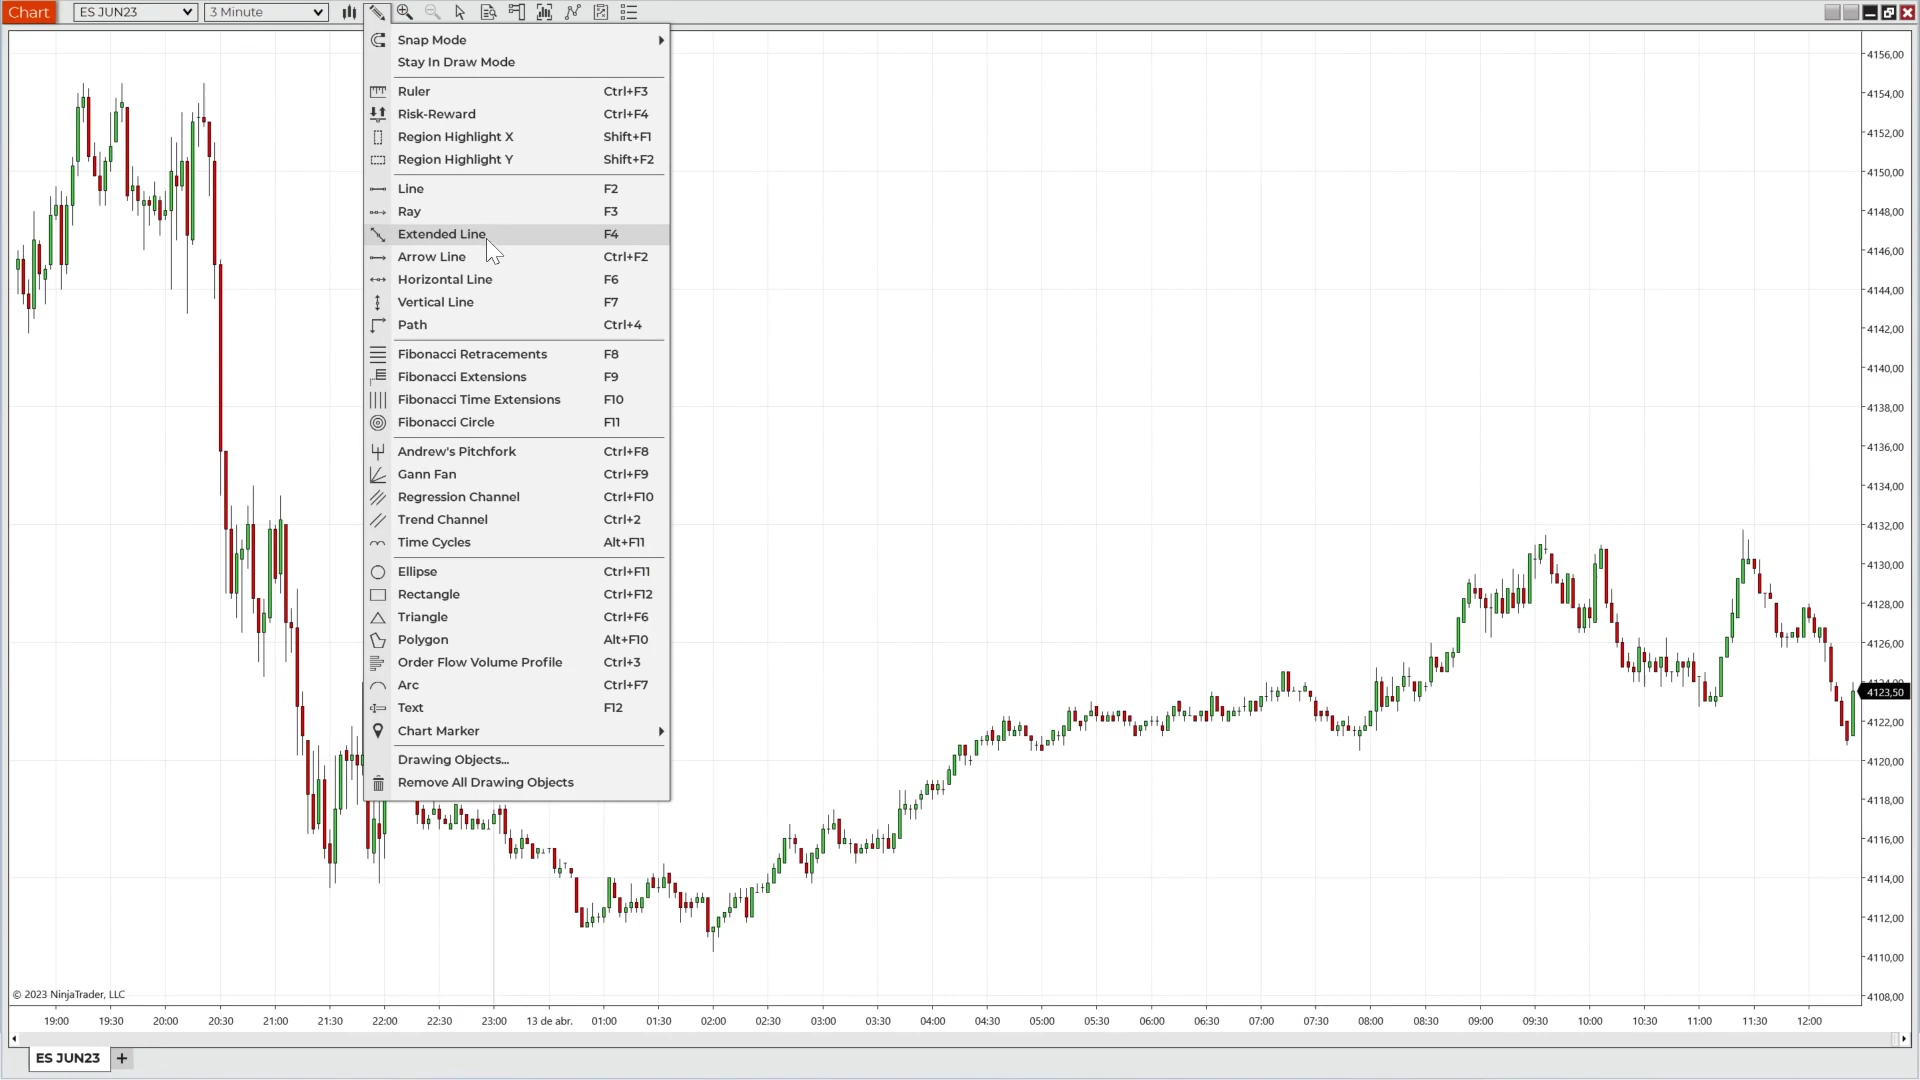 Chart ES JUN23 3 Minute
Snap Mode
Stay In Draw Mode
Ruler Ctrl+F3
Risk-Reward Ctrl+F4
Region Highlight X Shift+F1
Region Highlight Y Shift+F2
Line F2
Ray F3
Extended Line F4
Arrow Line Ctrl+F2
Horizontal Line F6
Vertical Line F7
Path Ctrl+4
Fibonacci Retracements F8
Fibonacci Extensions F9
Fibonacci Time Extensions F10
Fibonacci Circle F11
Andrew's Pitchfork Ctrl+F8
Gann Fan Ctrl+F9
Regression Channel Ctrl+F10
Trend Channel Ctrl+2
Time Cycles Alt+F11
Ellipse Ctrl+F11
Rectangle Ctrl+F12
Triangle Ctrl+F6
Polygon Alt+F10
Order Flow Volume Profile Ctrl+3
Arc Ctrl+F7
Text F12
Chart Marker
Drawing Objects...
Remove All Drawing Objects
4156,00
4154,00
4152,00
4150,00
4148,00
4146,00
4144,00
4142,00
4140,00
4138,00
4136,00
4134,00
4132,00
4130,00
4128,00
4126,00
4123,50
4122,00
4120,00
4118,00
4116,00
4114,00
4112,00
4110,00
4108,00
© 2023 NinjaTrader, LLC
19:00 19:30 20:00 20:30 21:00 21:30 22:00 22:30 23:00 13 de abr. 01:00 01:30 02:00 02:30 03:00 03:30 04:00 04:30 05:00 05:30 06:00 06:30 07:00 07:30 08:00 08:30 09:00 09:30 10:00 10:30 11:00 11:30 12:00
ES JUN23 +